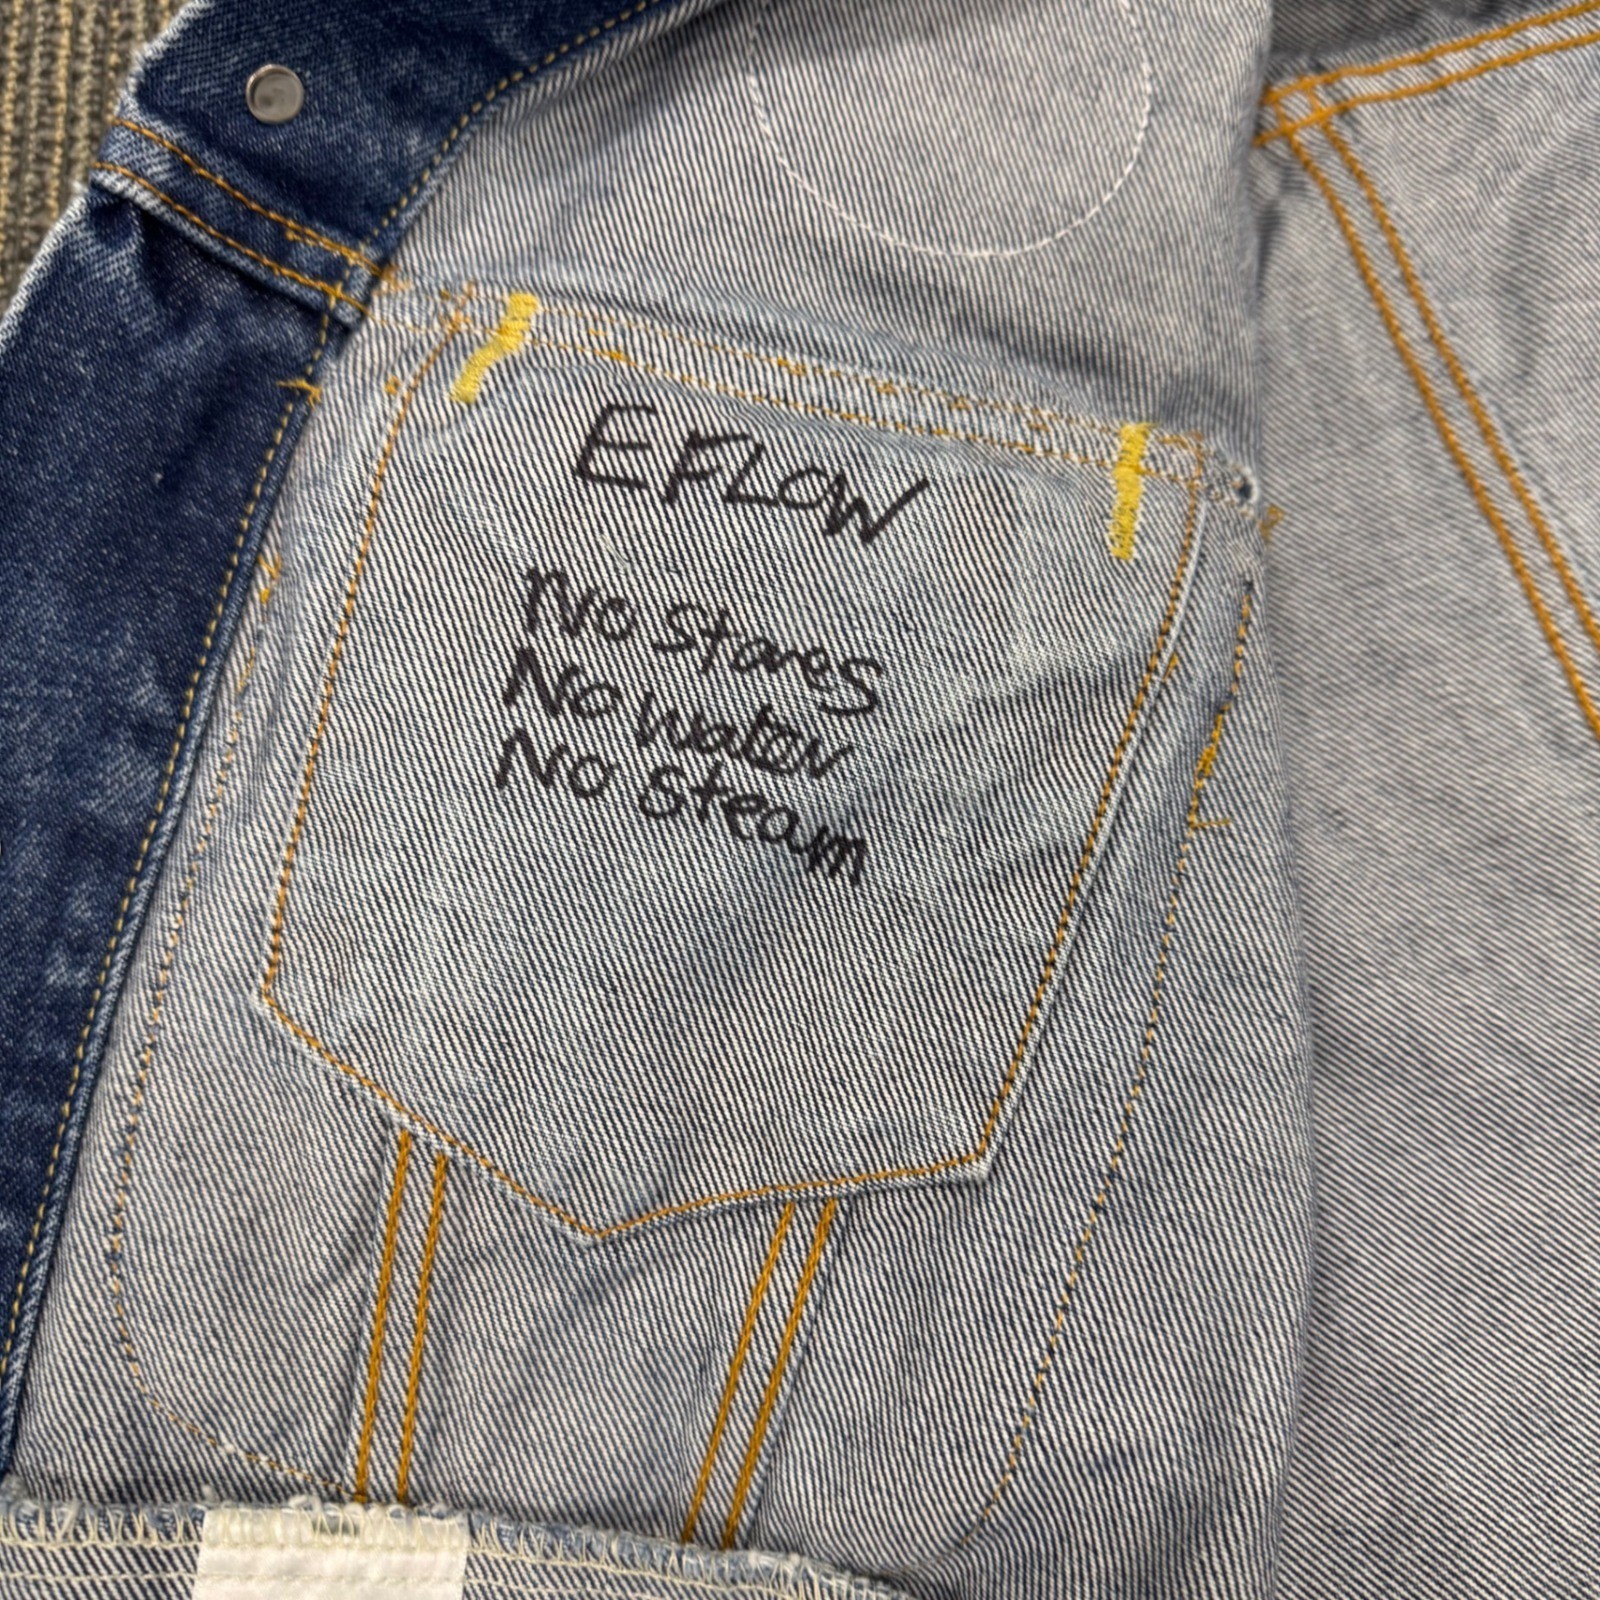 EFLOW
No Stones
No water
NO Steam